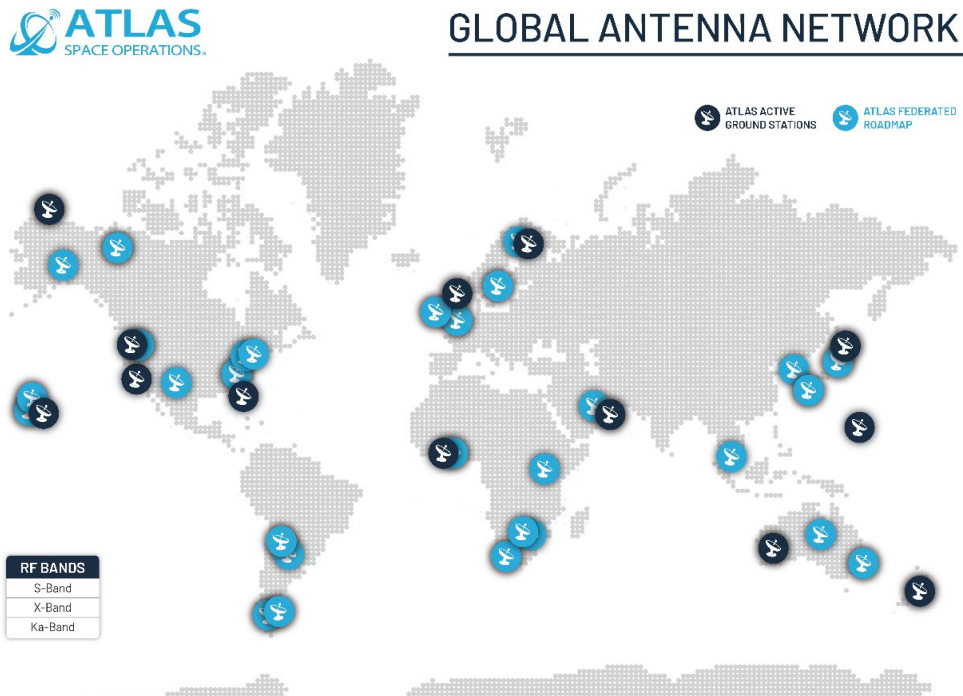 ATLAS
SPACE OPERATIONS®
GLOBAL ANTENNA NETWORK
ATLAS ACTIVE
GROUND STATIONS
ATLAS FEDERATED
ROADMAP
RF BANDS
S-Band
X-Band
Ka-Band